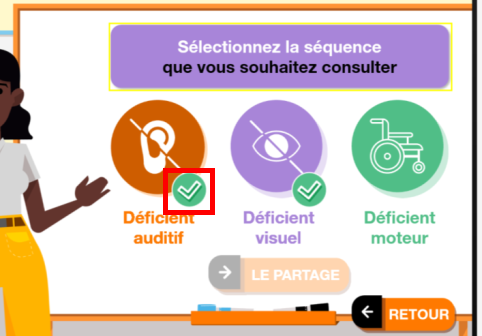 Sélectionnez la séquence
que vous souhaitez consulter
Déficient
auditif
Déficient
visuel
Déficient
moteur
LE PARTAGE
RETOUR